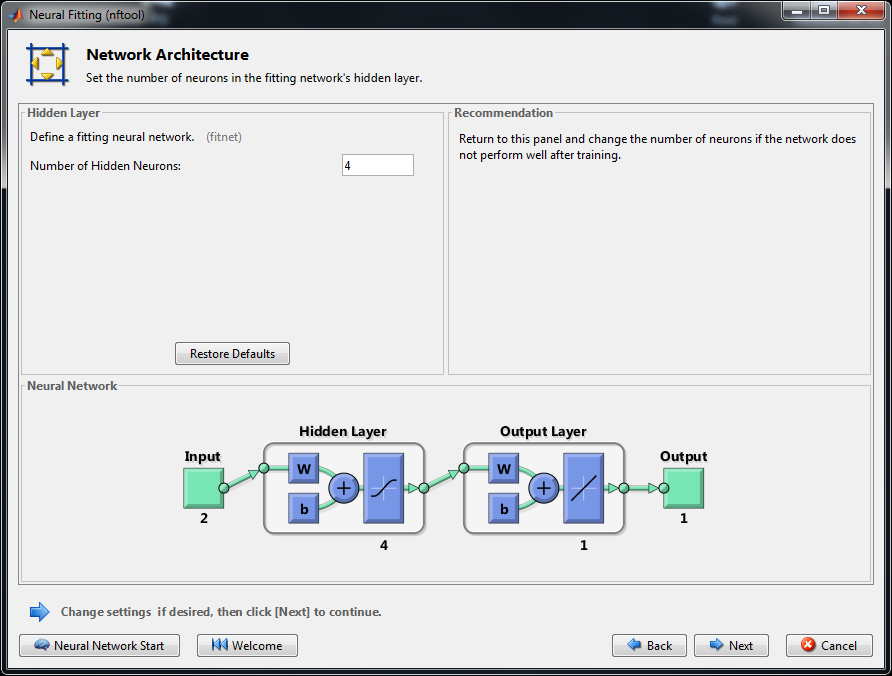 Neural Fitting (nftool)
Network Architecture
Set the number of neurons in the fitting network's hidden layer.
Hidden Layer
Define a fitting neural network. (fitnet)
Number of Hidden Neurons: 4
Restore Defaults
Recommendation
Return to this panel and change the number of neurons if the network does
not perform well after training.
Neural Network
Hidden Layer Output Layer
Input Output
W W
b b
2 1
4 1
Change settings if desired, then click [Next] to continue.
Neural Network Start Welcome Back Next Cancel